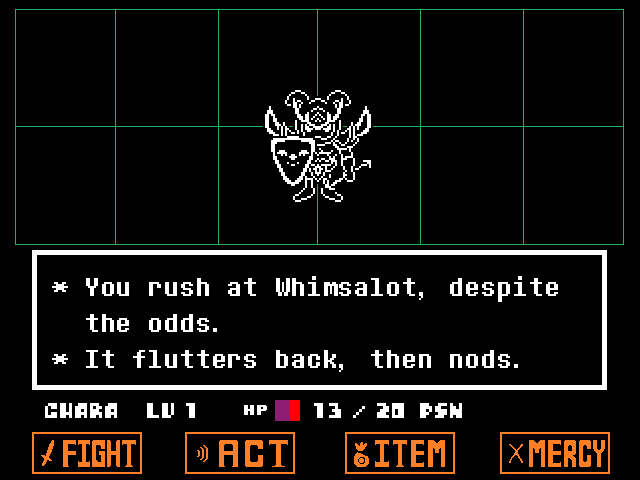 * You rush at Whimsalot, despite
the odds.
* It flutters back, then nods.
CHARA LV 1 HP 13 / 20 PSN
FIGHT ACT ITEM MERCY